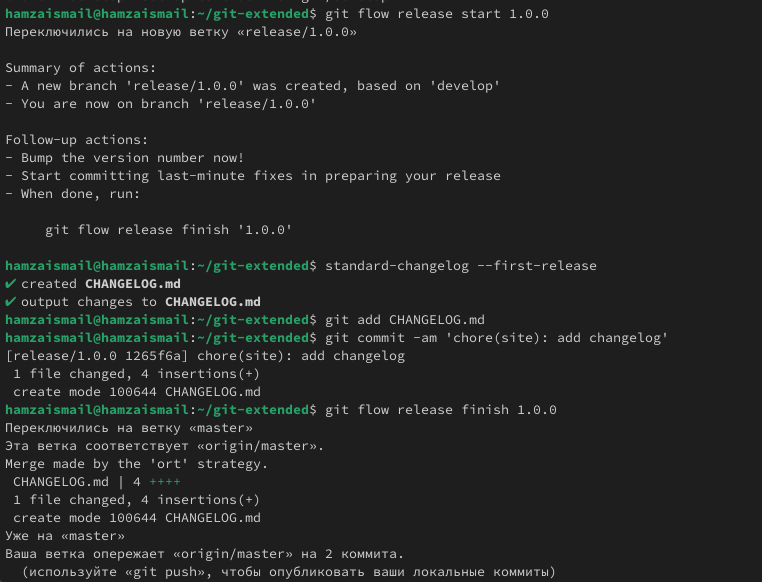 hamzaismail@hamzaismail:~/git-extended$ git flow release start 1.0.0
Переключились на новую ветку «release/1.0.0»

Summary of actions:
- A new branch 'release/1.0.0' was created, based on 'develop'
- You are now on branch 'release/1.0.0'

Follow-up actions:
- Bump the version number now!
- Start committing last-minute fixes in preparing your release
- When done, run:

     git flow release finish '1.0.0'

hamzaismail@hamzaismail:~/git-extended$ standard-changelog --first-release
✔ created CHANGELOG.md
✔ output changes to CHANGELOG.md
hamzaismail@hamzaismail:~/git-extended$ git add CHANGELOG.md
hamzaismail@hamzaismail:~/git-extended$ git commit -am 'chore(site): add changelog'
[release/1.0.0 1265f6a] chore(site): add changelog
 1 file changed, 4 insertions(+)
 create mode 100644 CHANGELOG.md
hamzaismail@hamzaismail:~/git-extended$ git flow release finish 1.0.0
Переключились на ветку «master»
Эта ветка соответствует «origin/master».
Merge made by the 'ort' strategy.
 CHANGELOG.md | 4 ++++
 1 file changed, 4 insertions(+)
 create mode 100644 CHANGELOG.md
Уже на «master»
Ваша ветка опережает «origin/master» на 2 коммита.
  (используйте «git push», чтобы опубликовать ваши локальные коммиты)